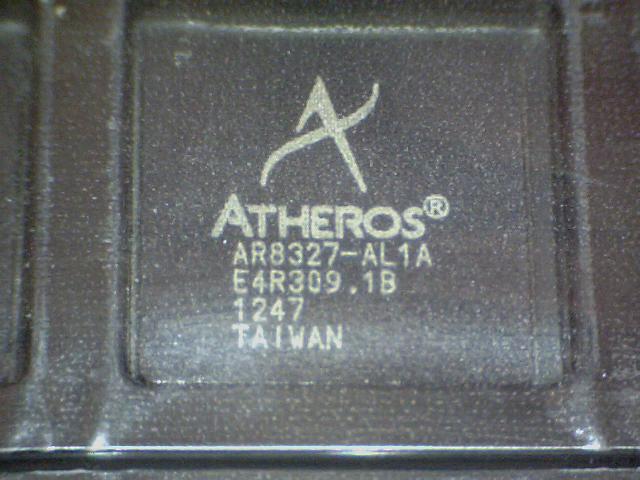 ATHEROS®
AR8327-AL1A
E4R309.1B
1247
TAIWAN